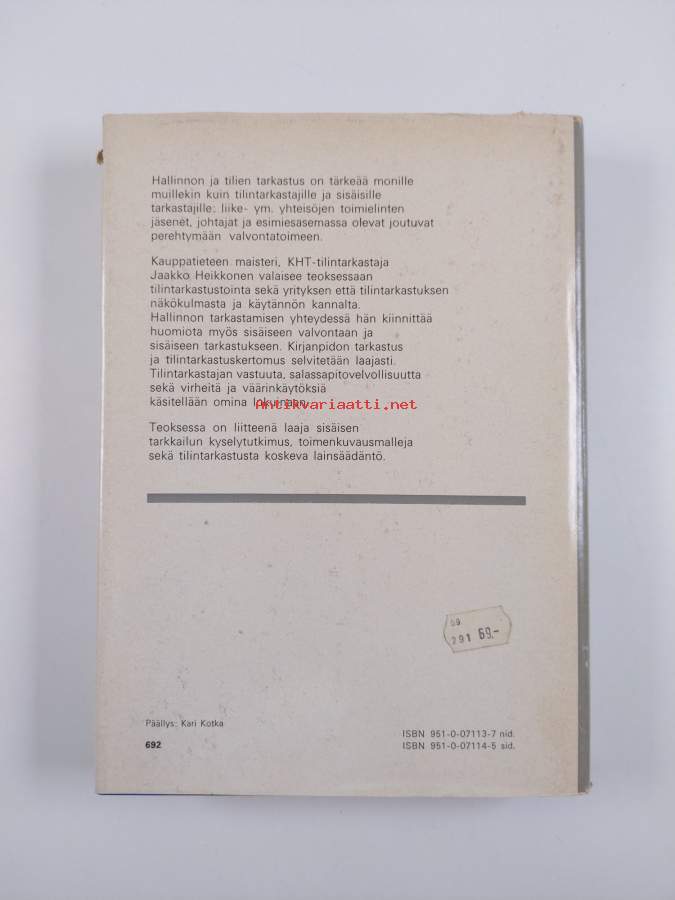 Hallinnon ja tilien tarkastus on tärkeää monille
muillekin kuin tilintarkastajille ja sisäisille
tarkastajille: liike- ym. yhteisöjen toimielinten
jäsenet, johtajat ja esimiesasemassa olevat joutuvat
perehtymään valvontatoimeen.
Kauppatieteen maisteri, KHT-tilintarkastaja
Jaakko Heikkonen valaisee teoksessaan
tilintarkastustointa sekä yrityksen että tilintarkastuksen
näkökulmasta ja käytännön kannalta.
Hallinnon tarkastamisen yhteydessä hän kiinnittää
huomiota myös sisäiseen valvontaan ja
sisäiseen tarkastukseen. Kirjanpidon tarkastus
ja tilintarkastuskertomus selvitetään laajasti.
Tilintarkastajan vastuuta, salassapitovelvollisuutta
sekä virheitä ja väärinkäytöksiä
käsitellään omina lukuinaan.
Antikvariaatti.net
Teoksessa on liitteenä laaja sisäisen
tarkkailun kyselytutkimus, toimenkuvausmalleja
sekä tilintarkastusta koskeva lainsäädäntö.
69
291 69.-
Päällys: Kari Kotka
692
ISBN 951-0-07113-7 nid.
ISBN 951-0-07114-5 sid.